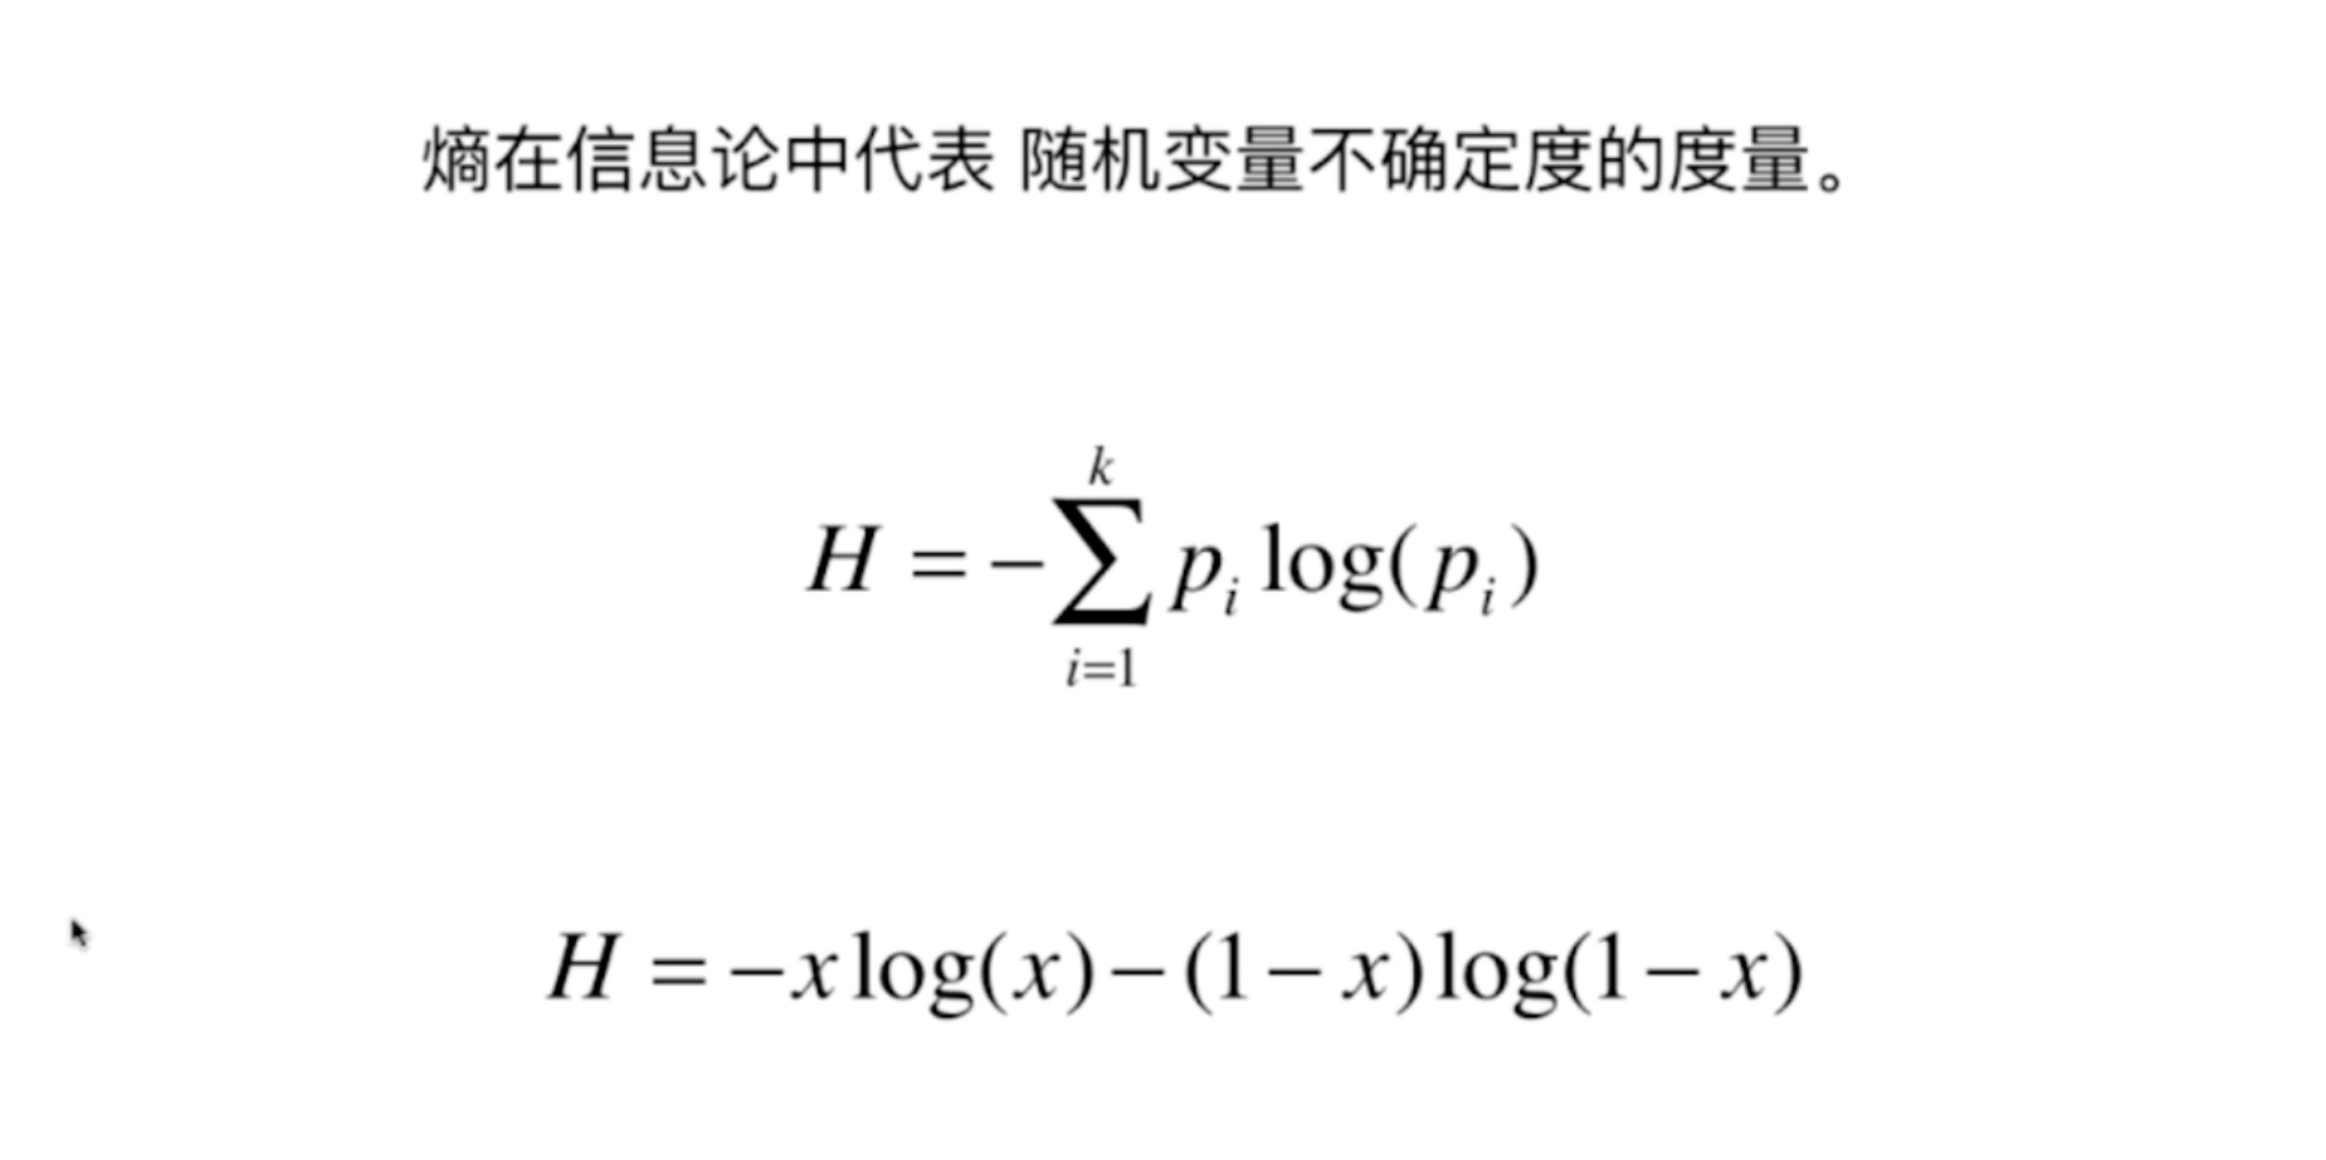 熵在信息论中代表 随机变量不确定度的度量。
H = −∑_{i=1}^{k} p_i log(p_i)
H = −x log(x) − (1 − x) log(1 − x)